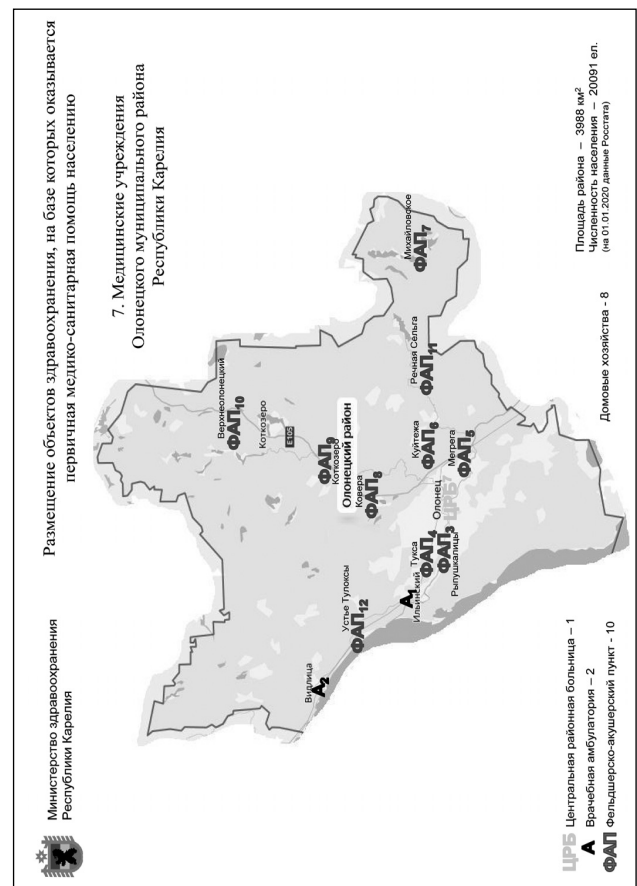 Министерство здравоохранения
Республики Карелия
Размещение объектов здравоохранения, на базе которых оказывается
первичная медико-санитарная помощь населению
7. Медицинские учреждения
Олонецкого муниципального района
Республики Карелия
Верхнеолонецкий
ФАП10
Коткозеро
E105
ФАП9
Коткозеро
Олонецкий район
Ковера
ФАП8
Михайловское
ФАП7
Речная Сельга
ФАП11
Куйтежа
ФАП6
Мегрега
ФАП5
Олонец
ЦРБ
Тукса
ФАП4
ФАП3
Рыпушкалицы
Ильинский
А1
Устье Тулоксы
ФАП12
Видлица
А2
ЦРБ Центральная районная больница – 1
А Врачебная амбулатория – 2
ФАП Фельдшерско-акушерский пункт - 10
Домовые хозяйства - 8
Площадь района – 3988 км²
Численность населения – 20091 ел.
(на 01.01.2020 данные Росстата)